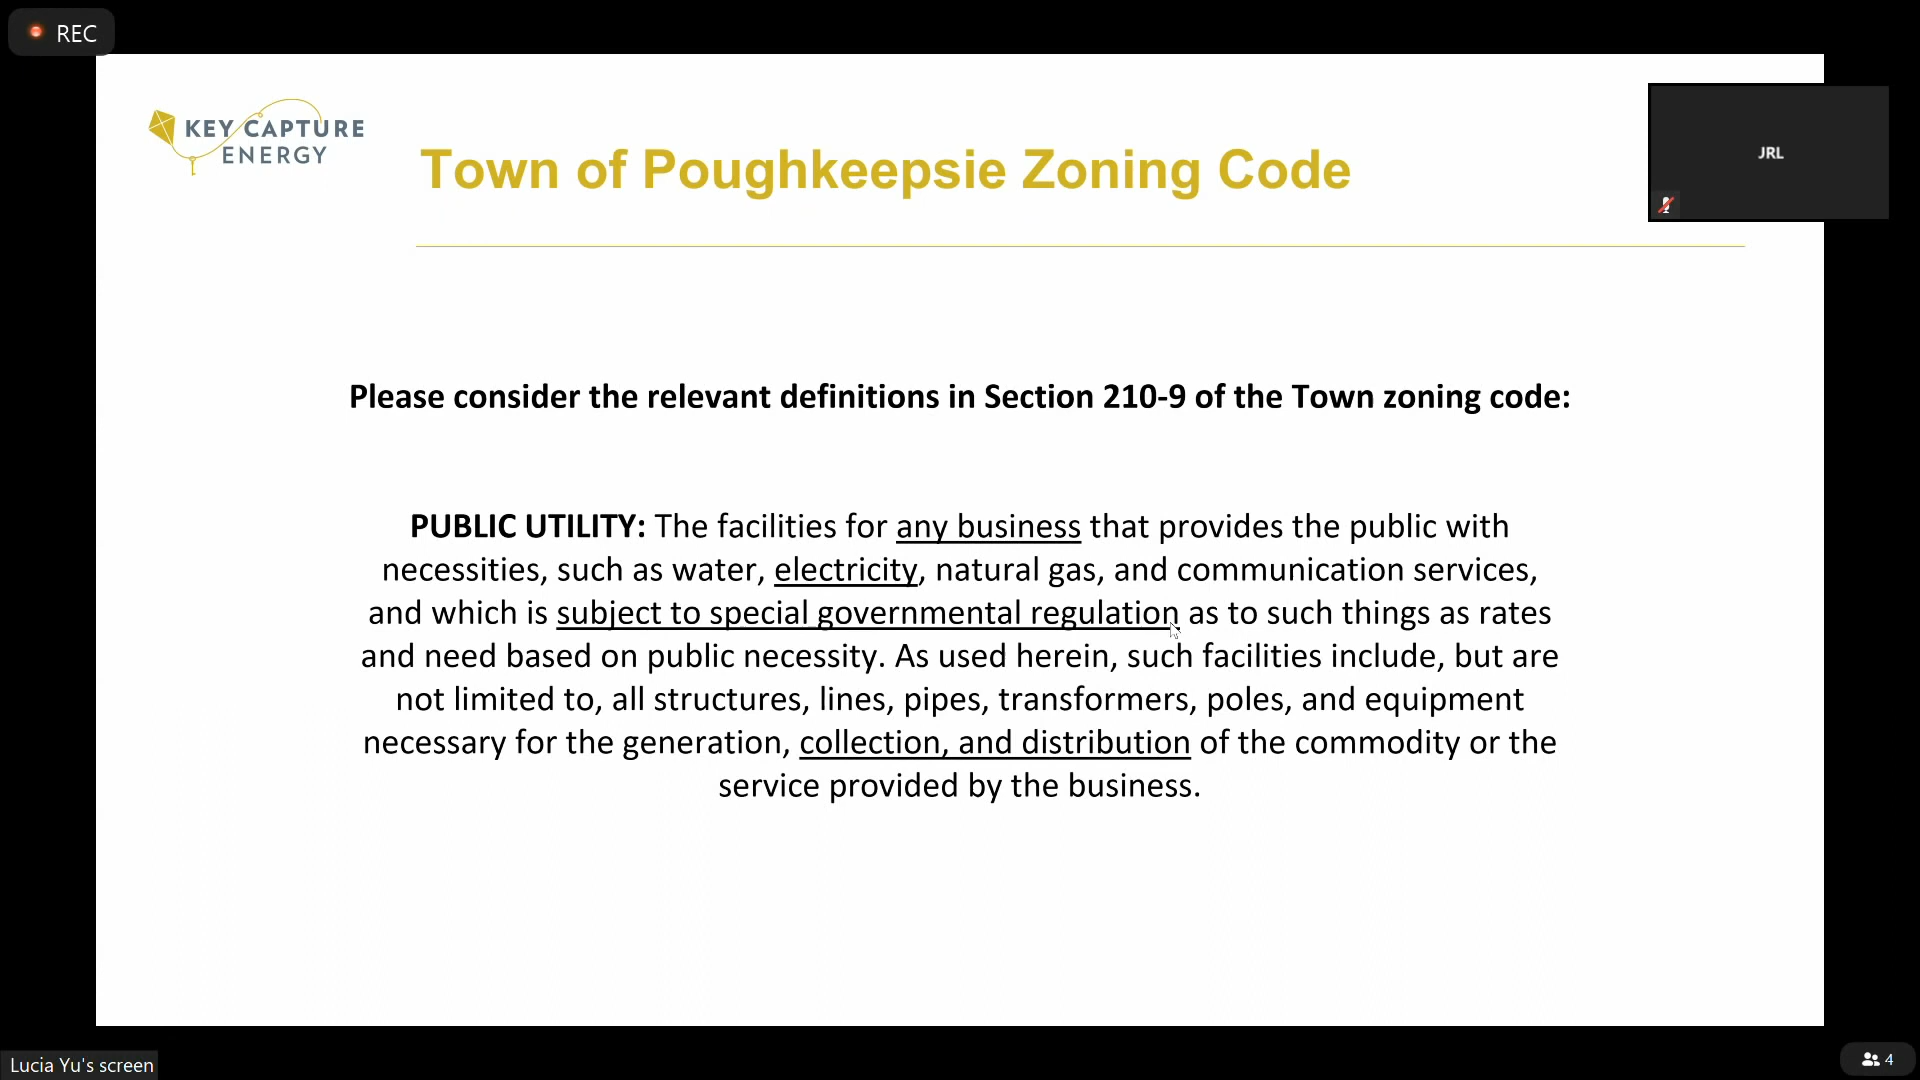 REC
KEY CAPTURE
ENERGY
Town of Poughkeepsie Zoning Code
JRL
Please consider the relevant definitions in Section 210-9 of the Town zoning code:
PUBLIC UTILITY: The facilities for any business that provides the public with
necessities, such as water, electricity, natural gas, and communication services,
and which is subject to special governmental regulation as to such things as rates
and need based on public necessity. As used herein, such facilities include, but are
not limited to, all structures, lines, pipes, transformers, poles, and equipment
necessary for the generation, collection, and distribution of the commodity or the
service provided by the business.
Lucia Yu's screen
4